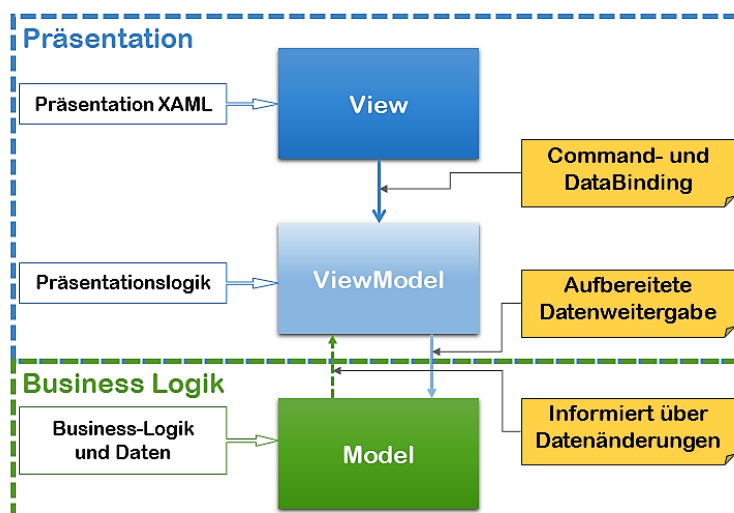 Präsentation
Präsentation XAML
View
Command- und
DataBinding
Präsentationslogik
ViewModel
Aufbereitete
Datenweitergabe
Business Logik
Business-Logik
und Daten
Model
Informiert über
Datenänderungen